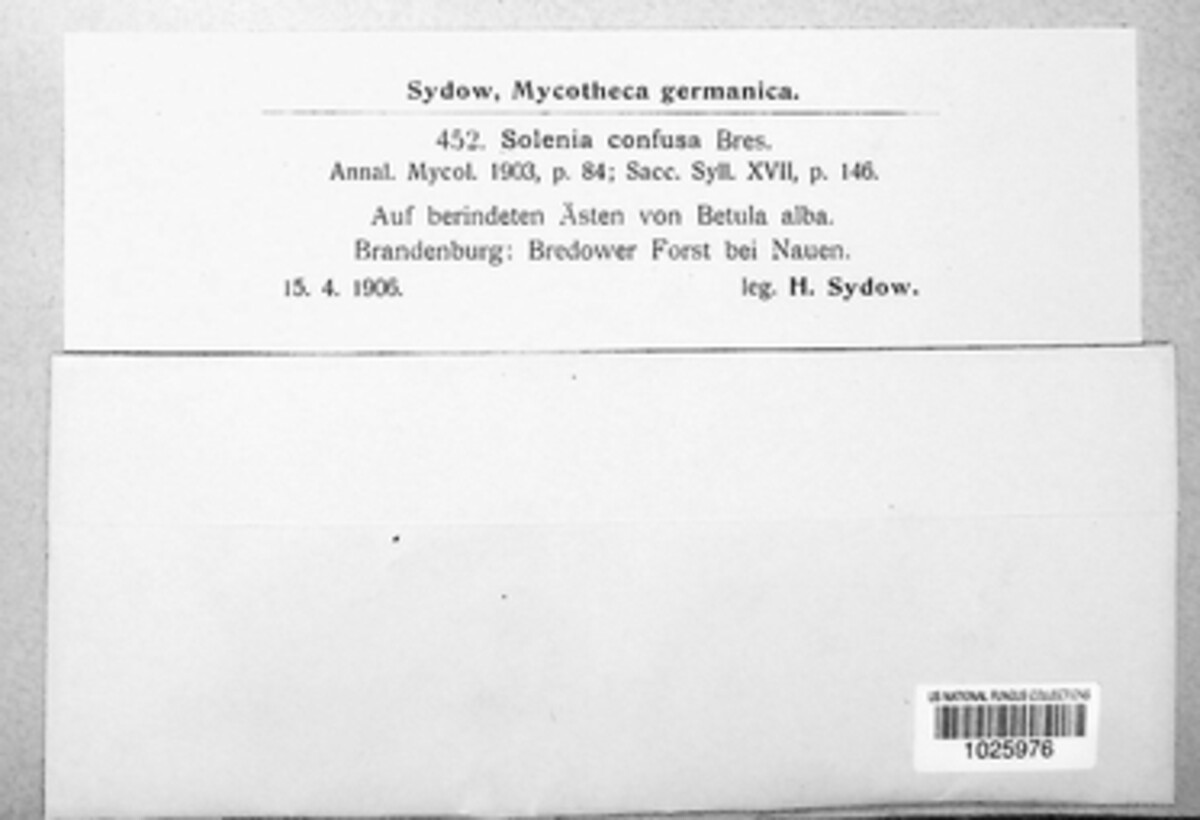 Sydow, Mycotheca germanica.
452. Solenia confusa Bres.
Annal. Mycol. 1903, p. 84; Sacc. Syll. XVII, p. 146.
Auf berindeten Ästen von Betula alba.
Brandenburg: Bredower Forst bei Nauen.
15. 4. 1906. leg. H. Sydow.
US NATIONAL FUNGUS COLLECTIONS
1025976